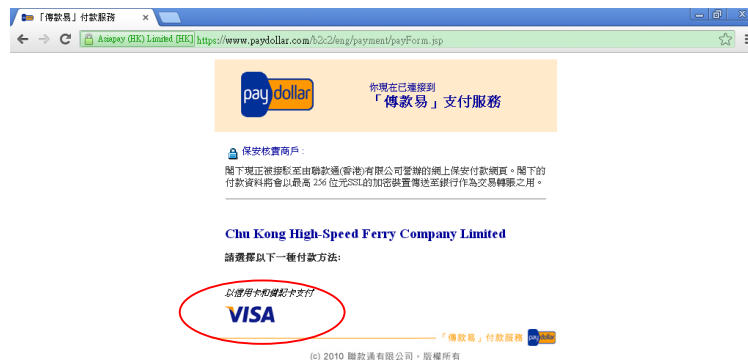 「傳款易」付款服務
Asiapay (HK) Limited [HK] https://www.paydollar.com/b2c2/eng/payment/payForm.jsp
pay dollar
你現在已連接到
「傳款易」支付服務
保安核實商戶 :
閣下現正被接駁至由聯款通(香港)有限公司營辦的網上保安付款網頁。閣下的
付款資料將會以最高 256 位元SSL的加密裝置傳送至銀行作為交易轉賬之用。
Chu Kong High-Speed Ferry Company Limited
請選擇以下一種付款方法:
以信用卡和借記卡支付
VISA
「傳款易」付款服務 pay dollar
(c) 2010 聯款通有限公司，版權所有